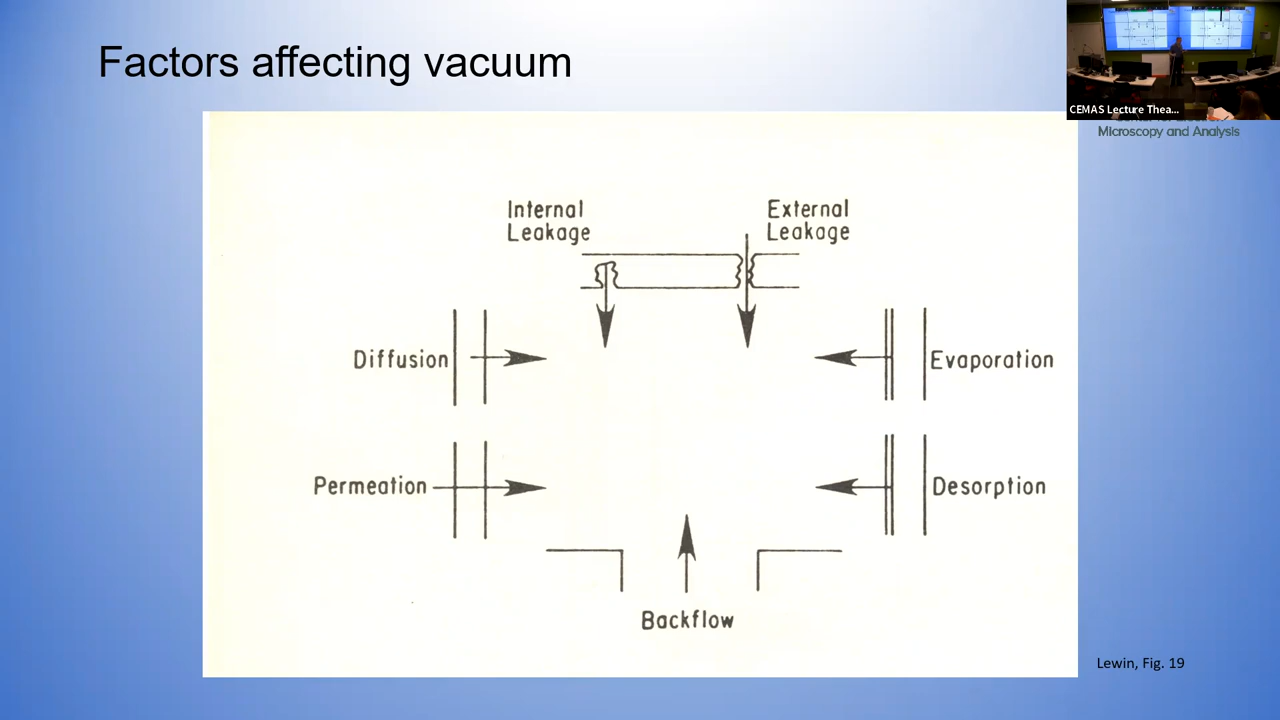 Factors affecting vacuum
CEMAS Lecture Thea...
Microscopy and Analysis
Internal
Leakage
External
Leakage
Diffusion
Evaporation
Permeation
Desorption
Backflow
Lewin, Fig. 19